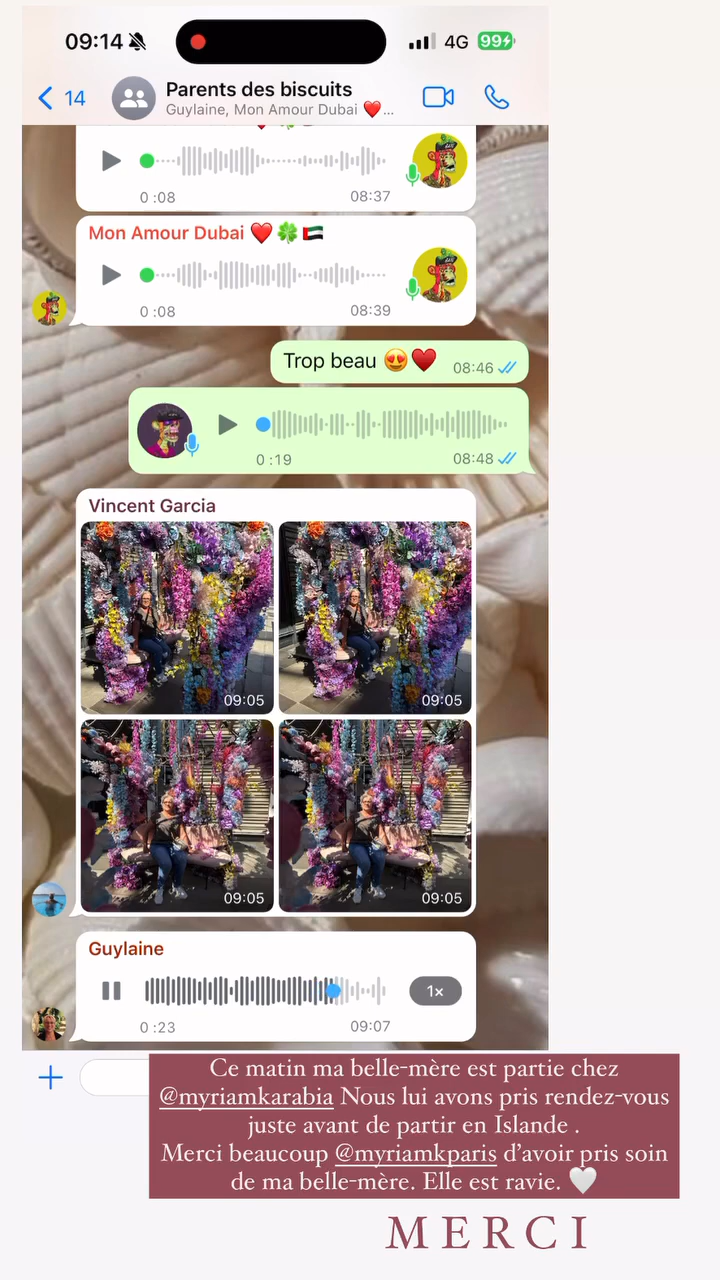 09:14
4G
99
14
Parents des biscuits
Guylaine, Mon Amour Dubai ❤️...
0 :08
08:37
Mon Amour Dubai ❤️🍀🇦🇪
0 :08
08:39
Trop beau 😍♥️
08:46
0 :19
08:48
Vincent Garcia
09:05
09:05
09:05
09:05
Guylaine
1×
0 :23
09:07
Ce matin ma belle-mère est partie chez
@myriamkarabia Nous lui avons pris rendez-vous
juste avant de partir en Islande .
Merci beaucoup @myriamkparis d’avoir pris soin
de ma belle-mère. Elle est ravie. 🤍
MERCI